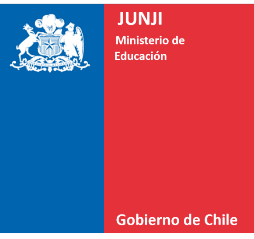 JUNJI
Ministerio de
Educación
Gobierno de Chile